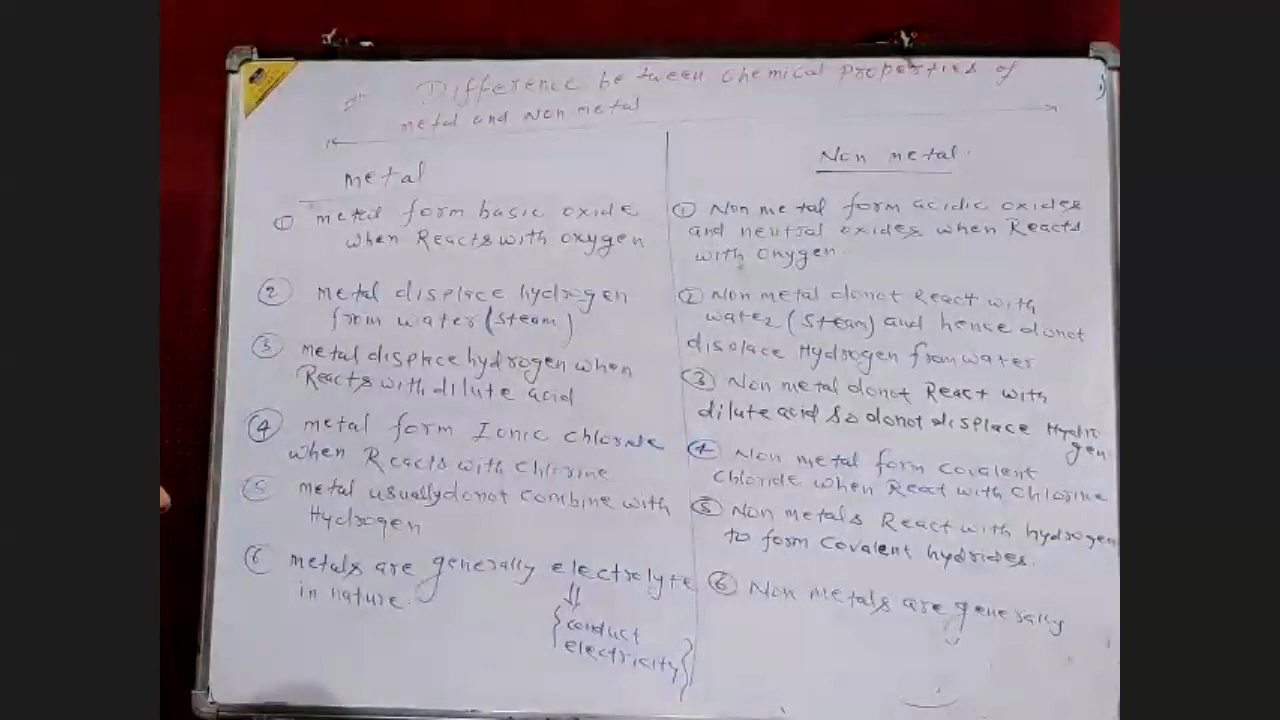 Difference between chemical properties of
metal and Non metal
metal
① metal form basic oxide
when Reacts with oxygen
② metal displace hydrogen
from water (steam)
③ metal displace hydrogen when
Reacts with dilute acid
④ metal form Ionic chloride
when Reacts with chlorine
⑤ metal usually donot combine with
Hydrogen
⑥ metals are generally electrolyte
in nature.
⇓
{conduct
electricity}
Non metal.
① Non metal form acidic oxides
and neutral oxides when Reacts
with oxygen.
② Non metal donot React with
water (steam) and hense donot
displace Hydrogen from water
③ Non metal donot React with
dilute acid so donot displace Hydro
gen
④ Non metal form covalent
chloride when React with chlorine
⑤ Non metals React with hydrogen
to form covalent hydrides.
⑥ Non metals are generally